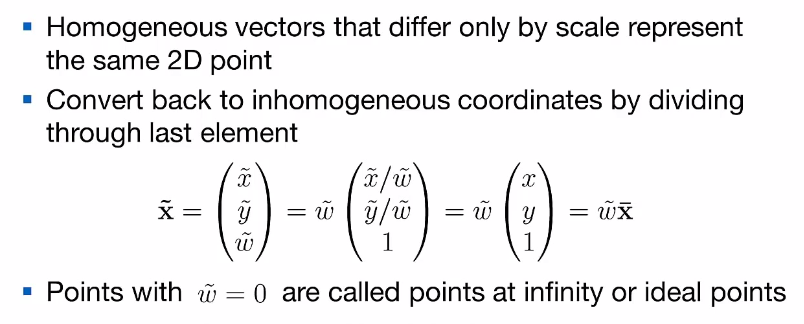 ▪ Homogeneous vectors that differ only by scale represent
the same 2D point
▪ Convert back to inhomogeneous coordinates by dividing
through last element
$\tilde{\mathbf{x}} = \begin{pmatrix} \tilde{x} \\ \tilde{y} \\ \tilde{w} \end{pmatrix} = \tilde{w} \begin{pmatrix} \tilde{x}/\tilde{w} \\ \tilde{y}/\tilde{w} \\ 1 \end{pmatrix} = \tilde{w} \begin{pmatrix} x \\ y \\ 1 \end{pmatrix} = \tilde{w}\bar{\mathbf{x}}$
▪ Points with $\tilde{w} = 0$ are called points at infinity or ideal points